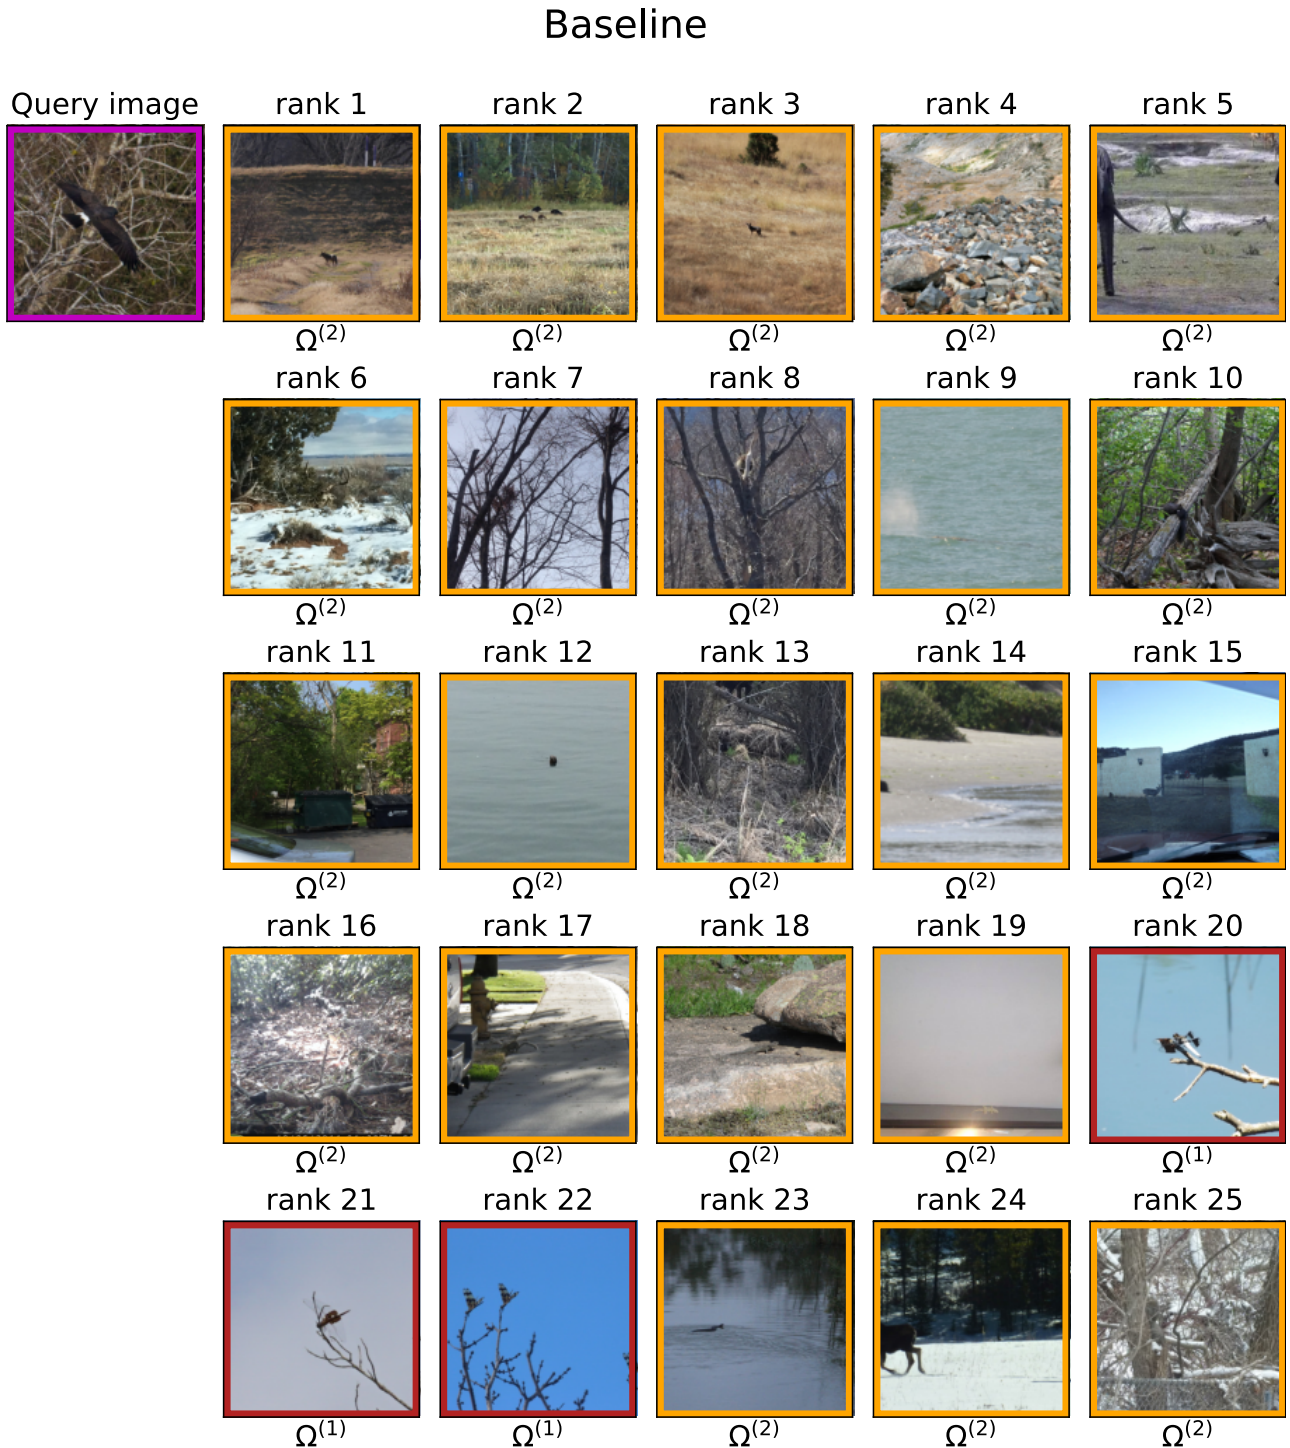 Baseline
Query image rank 1 rank 2 rank 3 rank 4 rank 5
Ω(2) Ω(2) Ω(2) Ω(2) Ω(2)
rank 6 rank 7 rank 8 rank 9 rank 10
Ω(2) Ω(2) Ω(2) Ω(2) Ω(2)
rank 11 rank 12 rank 13 rank 14 rank 15
Ω(2) Ω(2) Ω(2) Ω(2) Ω(2)
rank 16 rank 17 rank 18 rank 19 rank 20
Ω(2) Ω(2) Ω(2) Ω(2) Ω(1)
rank 21 rank 22 rank 23 rank 24 rank 25
Ω(1) Ω(1) Ω(2) Ω(2) Ω(2)